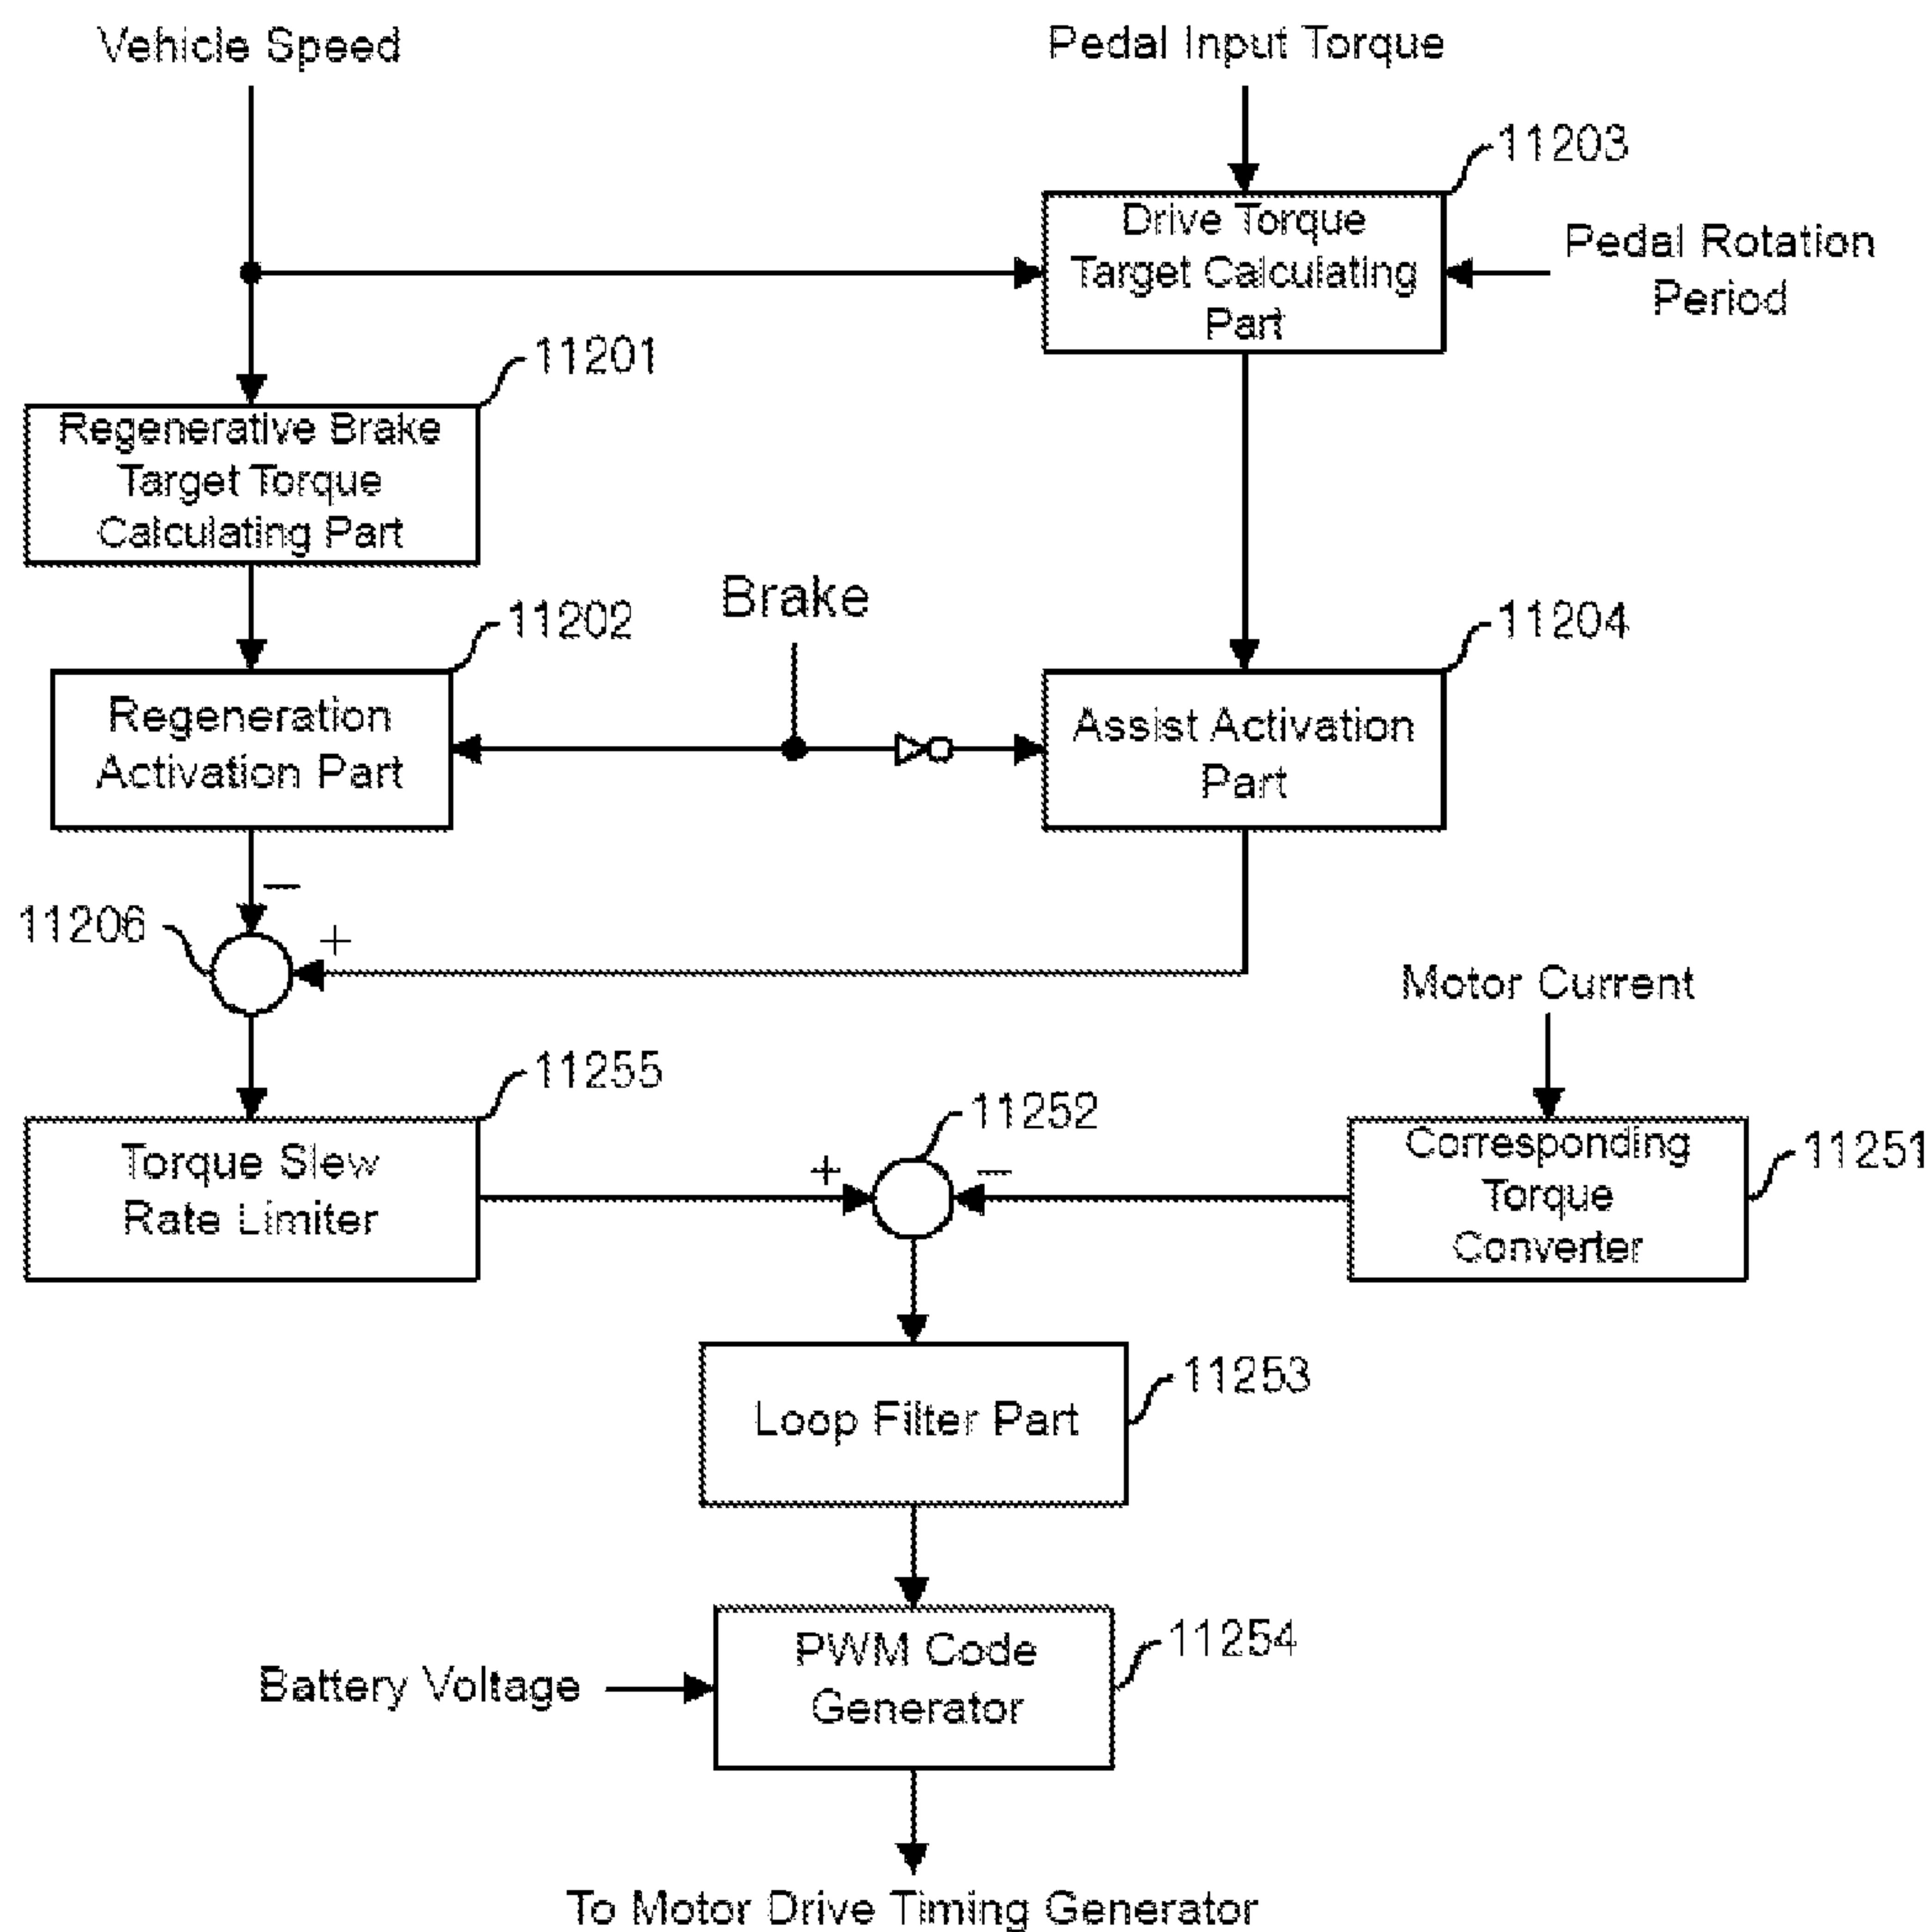 Vehicle Speed
Pedal Input Torque
11203
Drive Torque
Target Calculating
Part
Pedal Rotation
Period
11201
Regenerative Brake
Target Torque
Calculating Part
Brake
11202
11204
Regeneration
Activation Part
Assist Activation
Part
−
11206
+
Motor Current
11255
11252
Torque Slew
Rate Limiter
+
−
Corresponding
Torque
Converter
11251
11253
Loop Filter Part
PWM Code
Generator
11254
Battery Voltage
To Motor Drive Timing Generator